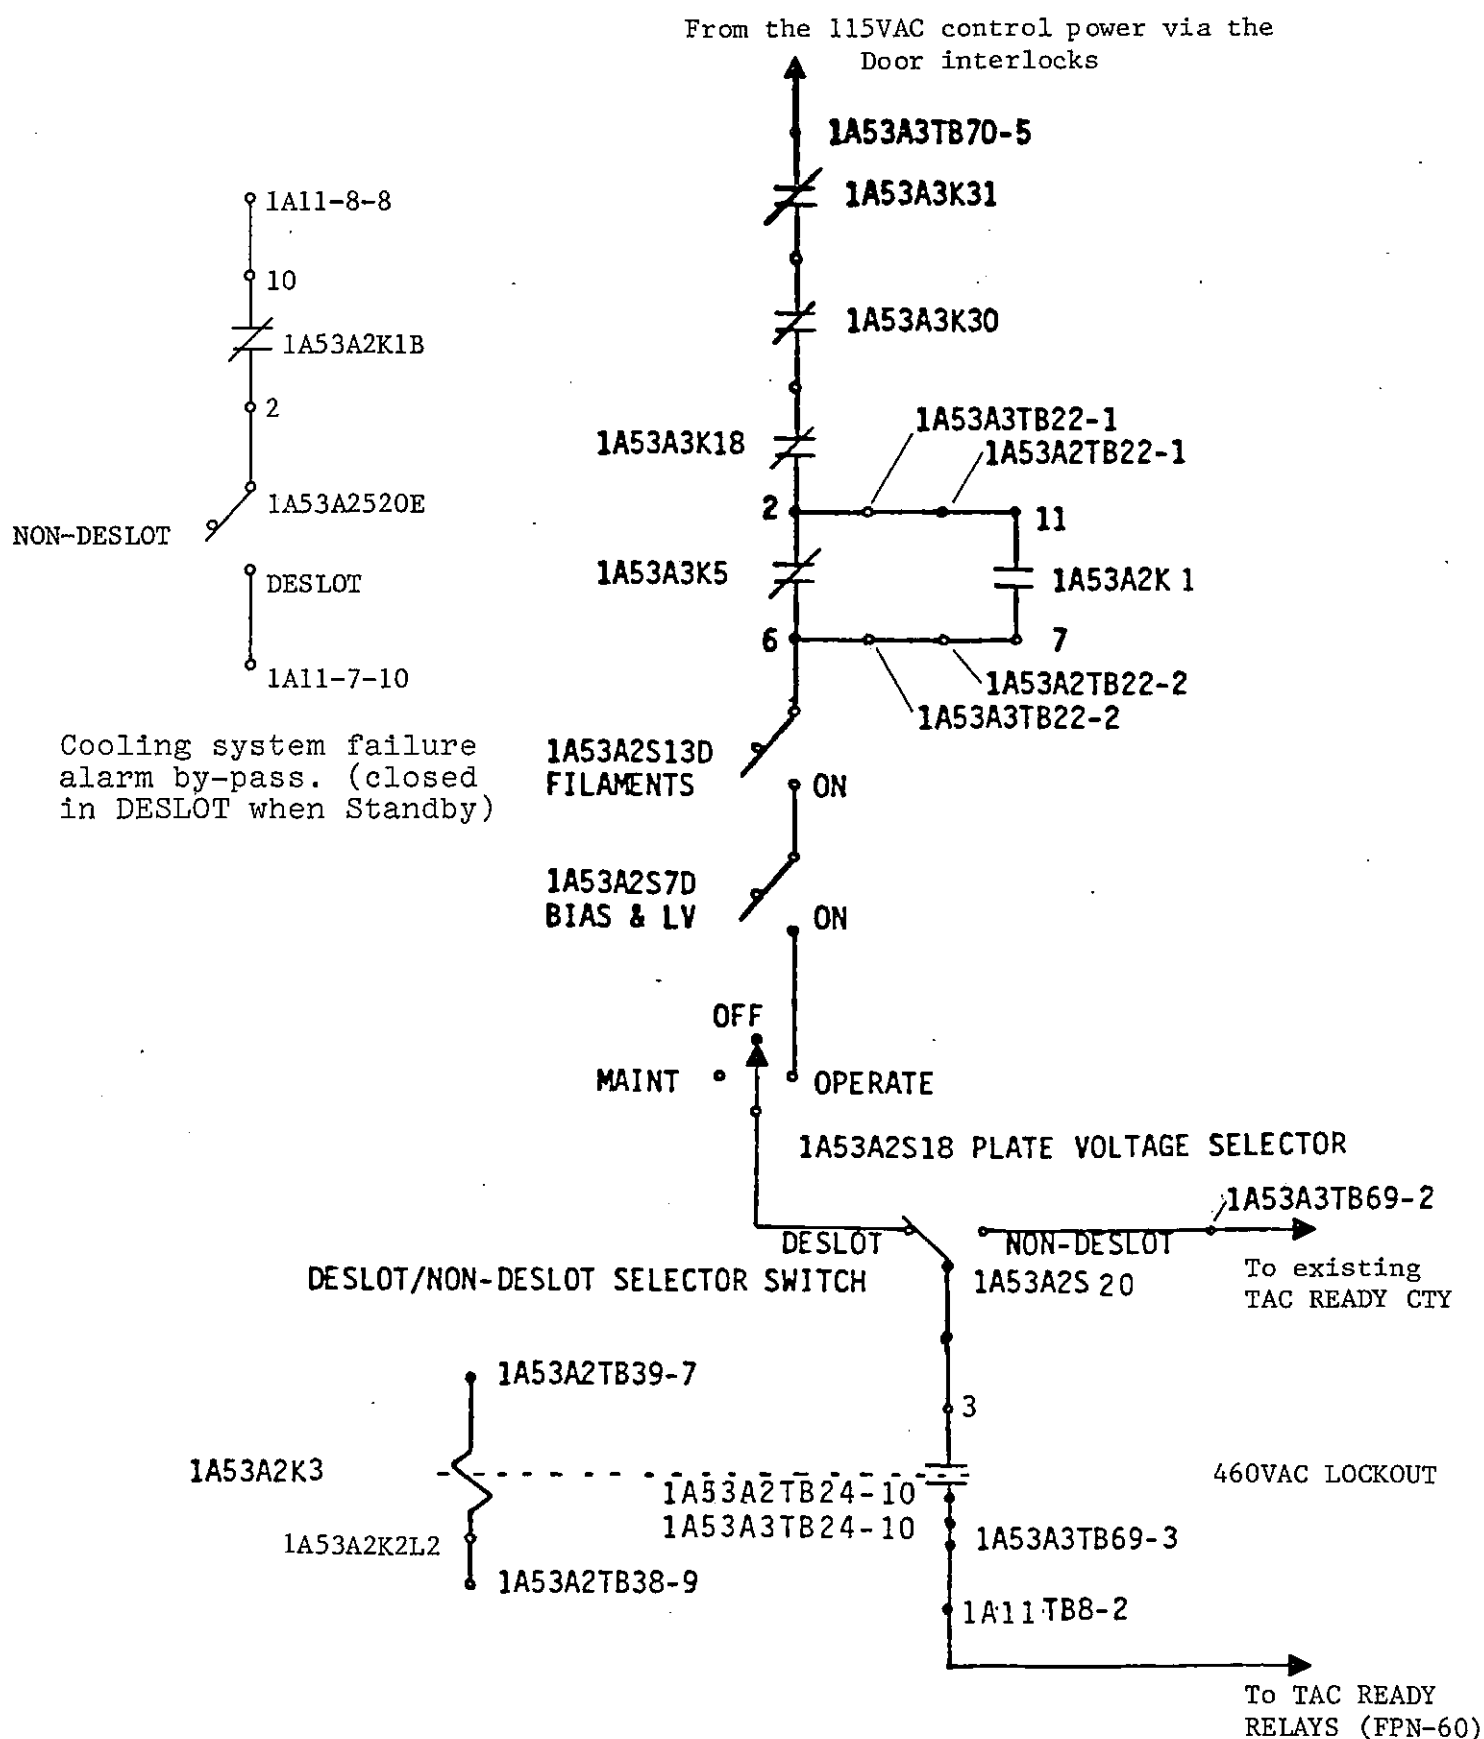 From the 115VAC control power via the
Door interlocks
1A53A3TB70-5
1A53A3K31
1A53A3K30
1A53A3K18
1A53A3TB22-1
1A53A2TB22-1
2
11
1A53A3K5
1A53A2K 1
6
7
1A53A2TB22-2
1A53A3TB22-2
1A11-8-8
10
1A53A2K1B
2
1A53A2520E
NON-DESLOT
DESLOT
1A11-7-10
Cooling system failure
alarm by-pass. (closed
in DESLOT when Standby)
1A53A2S13D
FILAMENTS
ON
1A53A2S7D
BIAS & LV
ON
OFF
MAINT
OPERATE
1A53A2S18 PLATE VOLTAGE SELECTOR
1A53A3TB69-2
DESLOT
NON-DESLOT
To existing
TAC READY CTY
DESLOT/NON-DESLOT SELECTOR SWITCH
1A53A2S 20
1A53A2TB39-7
3
1A53A2K3
460VAC LOCKOUT
1A53A2TB24-10
1A53A3TB24-10
1A53A2K2L2
1A53A3TB69-3
1A53A2TB38-9
1A11 TB8-2
To TAC READY
RELAYS (FPN-60)